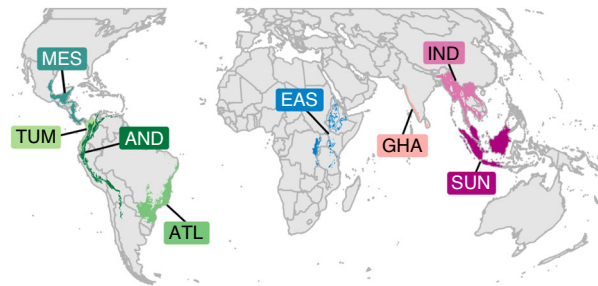 MES
IND
EAS
TUM
AND
GHA
SUN
ATL